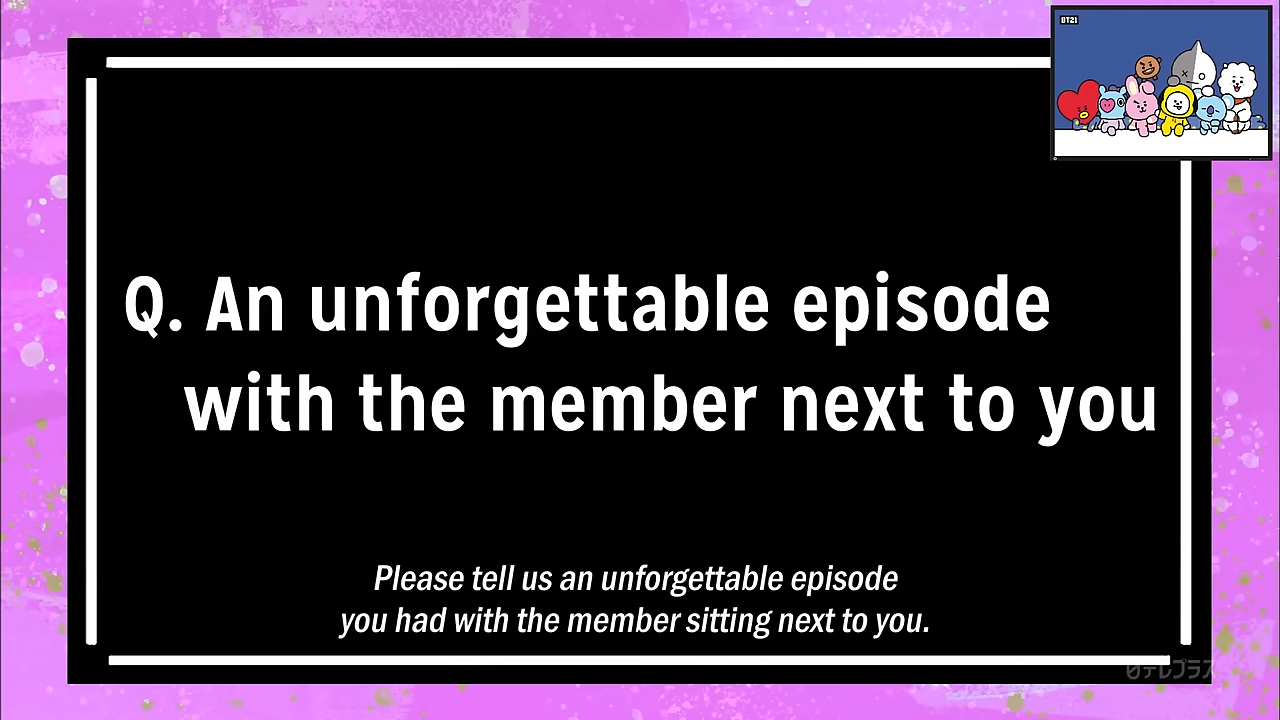 BT21
Q. An unforgettable episode
with the member next to you
Please tell us an unforgettable episode
you had with the member sitting next to you.
日テレプラス